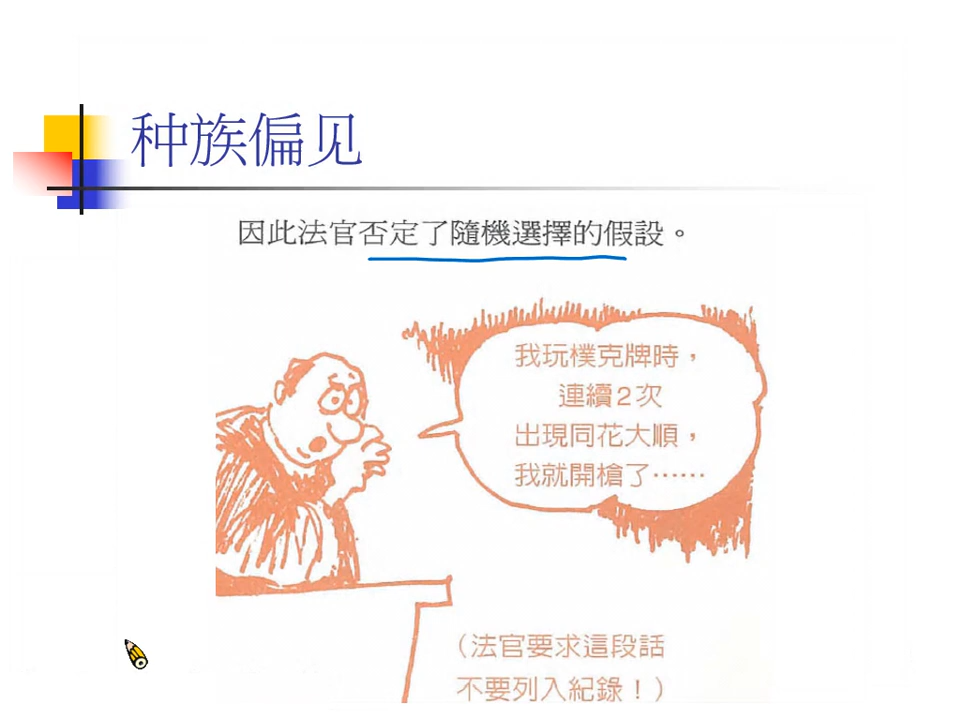 种族偏见
因此法官否定了隨機選擇的假設。
我玩樸克牌時，
連續2次
出現同花大順，
我就開槍了⋯⋯
（法官要求這段話
不要列入紀錄！）